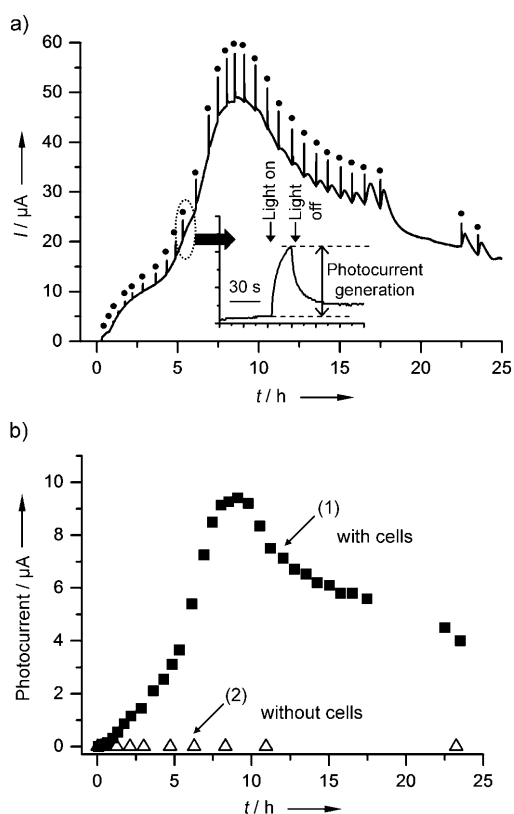 a)
60
50
40
30
20
10
0
I / μA
Light on
Light off
30 s
Photocurrent
generation
0
5
10
15
20
25
t / h
b)
10
8
6
4
2
0
Photocurrent / μA
(1)
with cells
(2)
without cells
0
5
10
15
20
25
t / h